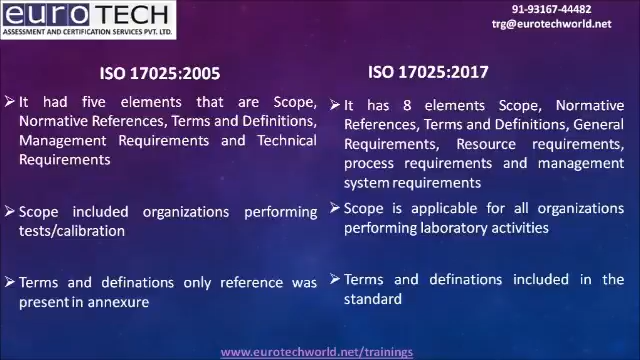 euroTECH
ASSESSMENT AND CERTIFICATION SERVICES PVT. LTD.
91-93167-44482
trg@eurotechworld.net
ISO 17025:2005
➢ It had five elements that are Scope,
Normative References, Terms and Definitions,
Management Requirements and Technical
Requirements
➢ Scope included organizations performing
tests/calibration
➢ Terms and definations only reference was
present in annexure
ISO 17025:2017
➢ It has 8 elements Scope, Normative
References, Terms and Definitions, General
Requirements, Resource requirements,
process requirements and management
system requirements
➢ Scope is applicable for all organizations
performing laboratory activities
➢ Terms and definations included in the
standard
www.eurotechworld.net/trainings